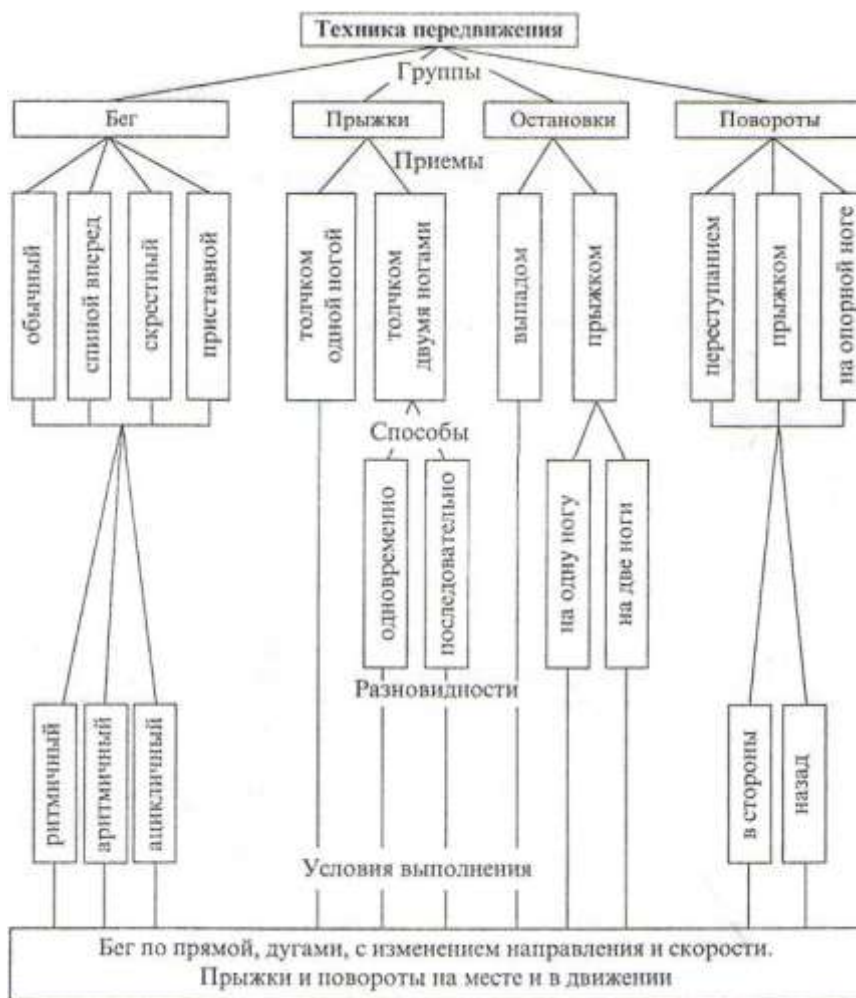 Техника передвижения
Группы
Бег
Прыжки
Остановки
Повороты
Приемы
обычный
спиной вперед
скрестный
приставной
толчком
одной ногой
толчком
двумя ногами
выпадом
прыжком
переступанием
прыжком
на опорной ноге
Способы
одновременно
последовательно
на одну ногу
на две ноги
Разновидности
ритмичный
аритмичный
ацикличный
в стороны
назад
Условия выполнения
Бег по прямой, дугами, с изменением направления и скорости.
Прыжки и повороты на месте и в движении